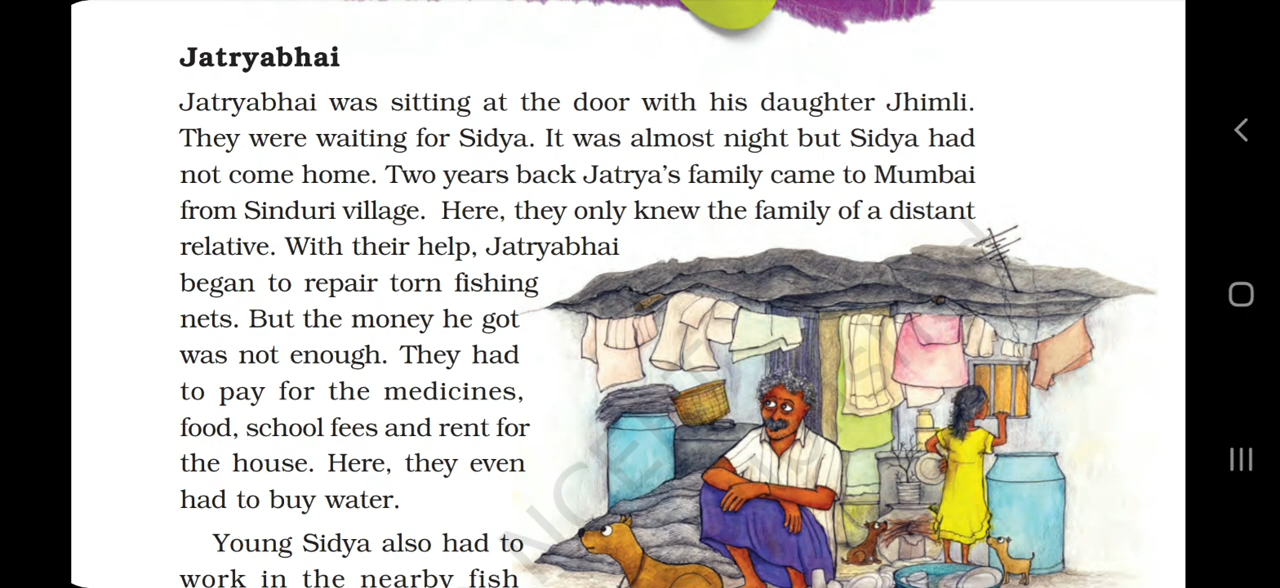 Jatryabhai
Jatryabhai was sitting at the door with his daughter Jhimli.
They were waiting for Sidya. It was almost night but Sidya had
not come home. Two years back Jatrya’s family came to Mumbai
from Sinduri village. Here, they only knew the family of a distant
relative. With their help, Jatryabhai
began to repair torn fishing
nets. But the money he got
was not enough. They had
to pay for the medicines,
food, school fees and rent for
the house. Here, they even
had to buy water.
Young Sidya also had to
work in the nearby fish